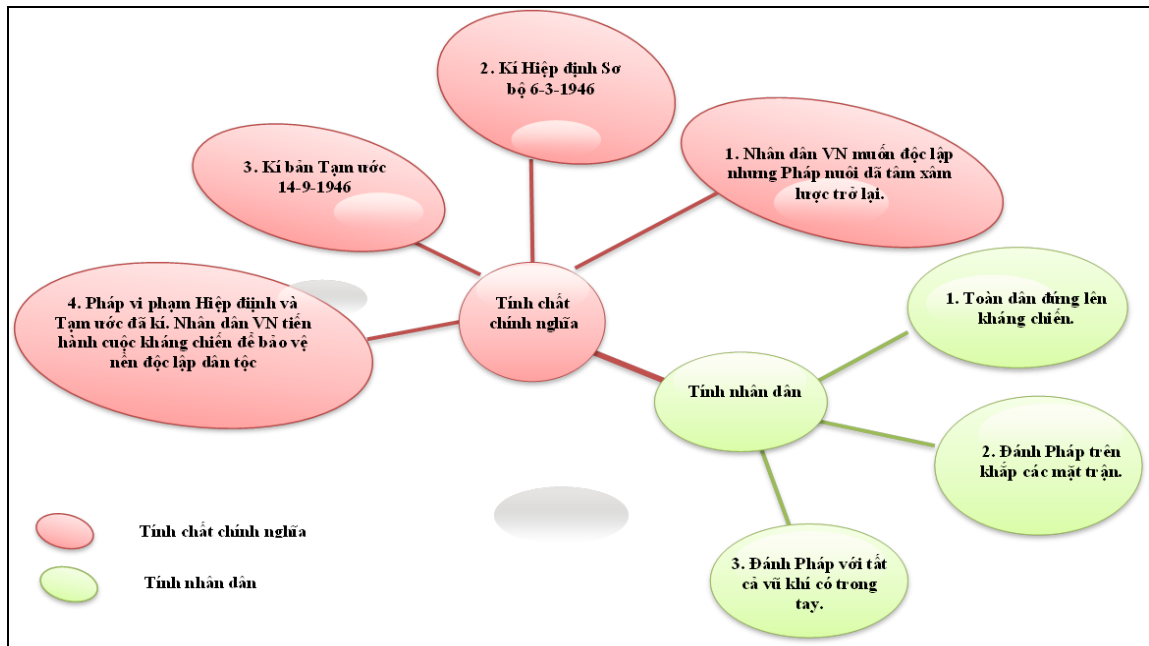 2. Kí Hiệp định Sơ
bộ 6-3-1946
1. Nhân dân VN muốn độc lập
nhưng Pháp nuôi dã tâm xâm
lược trở lại.
3. Kí bản Tạm ước
14-9-1946
4. Pháp vi phạm Hiệp điịnh và
Tạm ước đã kí. Nhân dân VN tiến
hành cuộc kháng chiến để bảo vệ
nền độc lập dân tộc
Tính chất
chính nghĩa
1. Toàn dân đứng lên
kháng chiến.
Tính nhân dân
2. Đánh Pháp trên
khắp các mặt trận.
3. Đánh Pháp với tất
cả vũ khí có trong
tay.
Tính chất chính nghĩa
Tính nhân dân